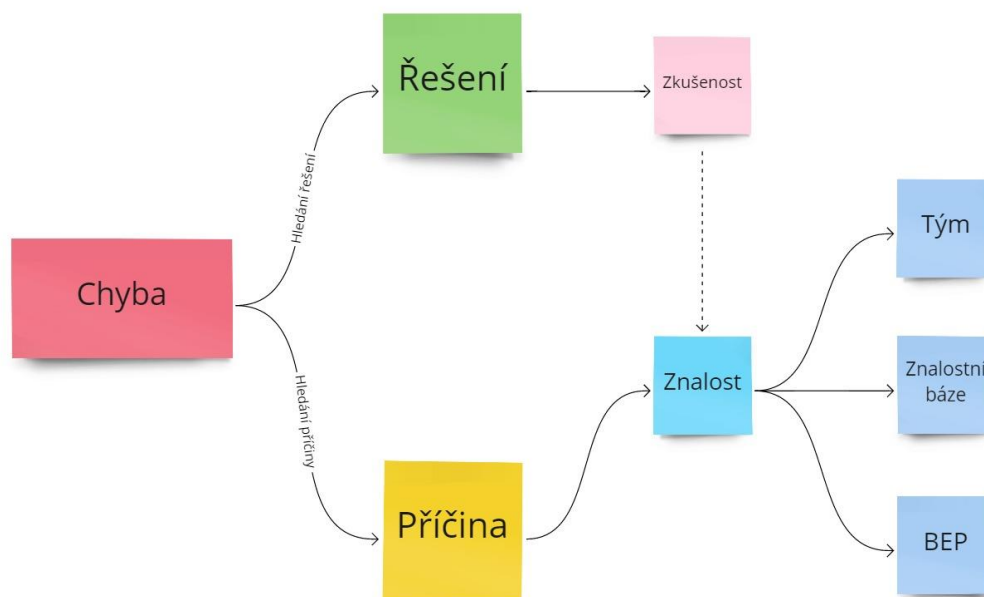 Řešení
Zkušenost
Hledání řešení
Tým
Chyba
Znalost
Znalostní
báze
Hledání příčiny
Příčina
BEP